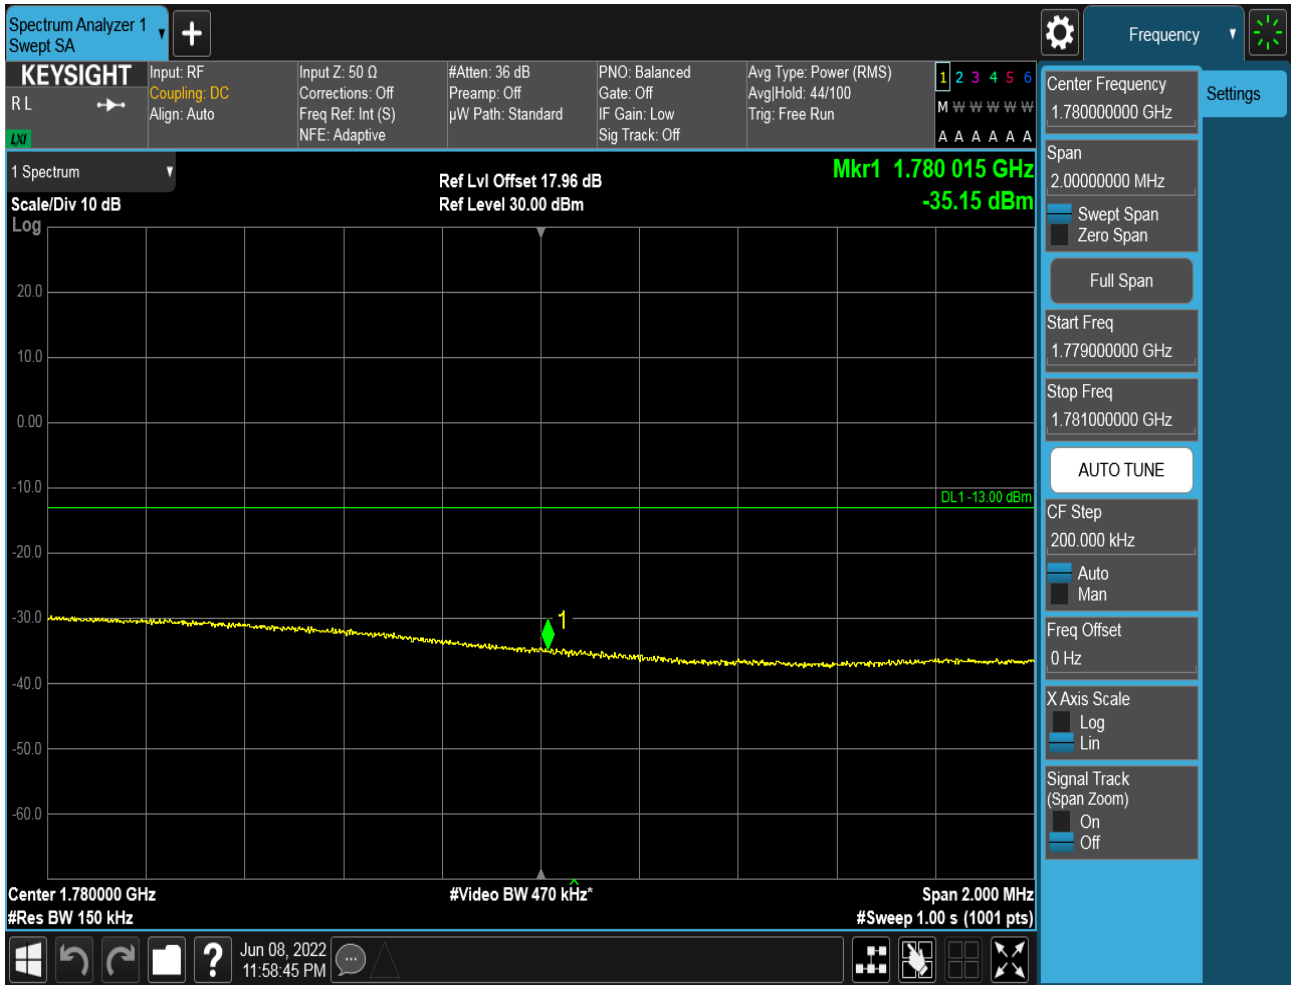 Spectrum Analyzer 1
Swept SA
Frequency
KEYSIGHT
R L
LXI
Input: RF
Coupling: DC
Align: Auto
Input Z: 50 Ω
Corrections: Off
Freq Ref: Int (S)
NFE: Adaptive
#Atten: 36 dB
Preamp: Off
µW Path: Standard
PNO: Balanced
Gate: Off
IF Gain: Low
Sig Track: Off
Avg Type: Power (RMS)
Avg|Hold: 44/100
Trig: Free Run
1 2 3 4 5 6
M W W W W W
A A A A A A
1 Spectrum
Scale/Div 10 dB
Log
Ref Lvl Offset 17.96 dB
Ref Level 30.00 dBm
Mkr1 1.780 015 GHz
-35.15 dBm
20.0
10.0
0.00
-10.0
DL1 -13.00 dBm
-20.0
-30.0
1
-40.0
-50.0
-60.0
Center 1.780000 GHz
#Video BW 470 kHz*
Span 2.000 MHz
#Res BW 150 kHz
#Sweep 1.00 s (1001 pts)
Jun 08, 2022
11:58:45 PM
Settings
Center Frequency
1.780000000 GHz
Span
2.00000000 MHz
Swept Span
Zero Span
Full Span
Start Freq
1.779000000 GHz
Stop Freq
1.781000000 GHz
AUTO TUNE
CF Step
200.000 kHz
Auto
Man
Freq Offset
0 Hz
X Axis Scale
Log
Lin
Signal Track
(Span Zoom)
On
Off